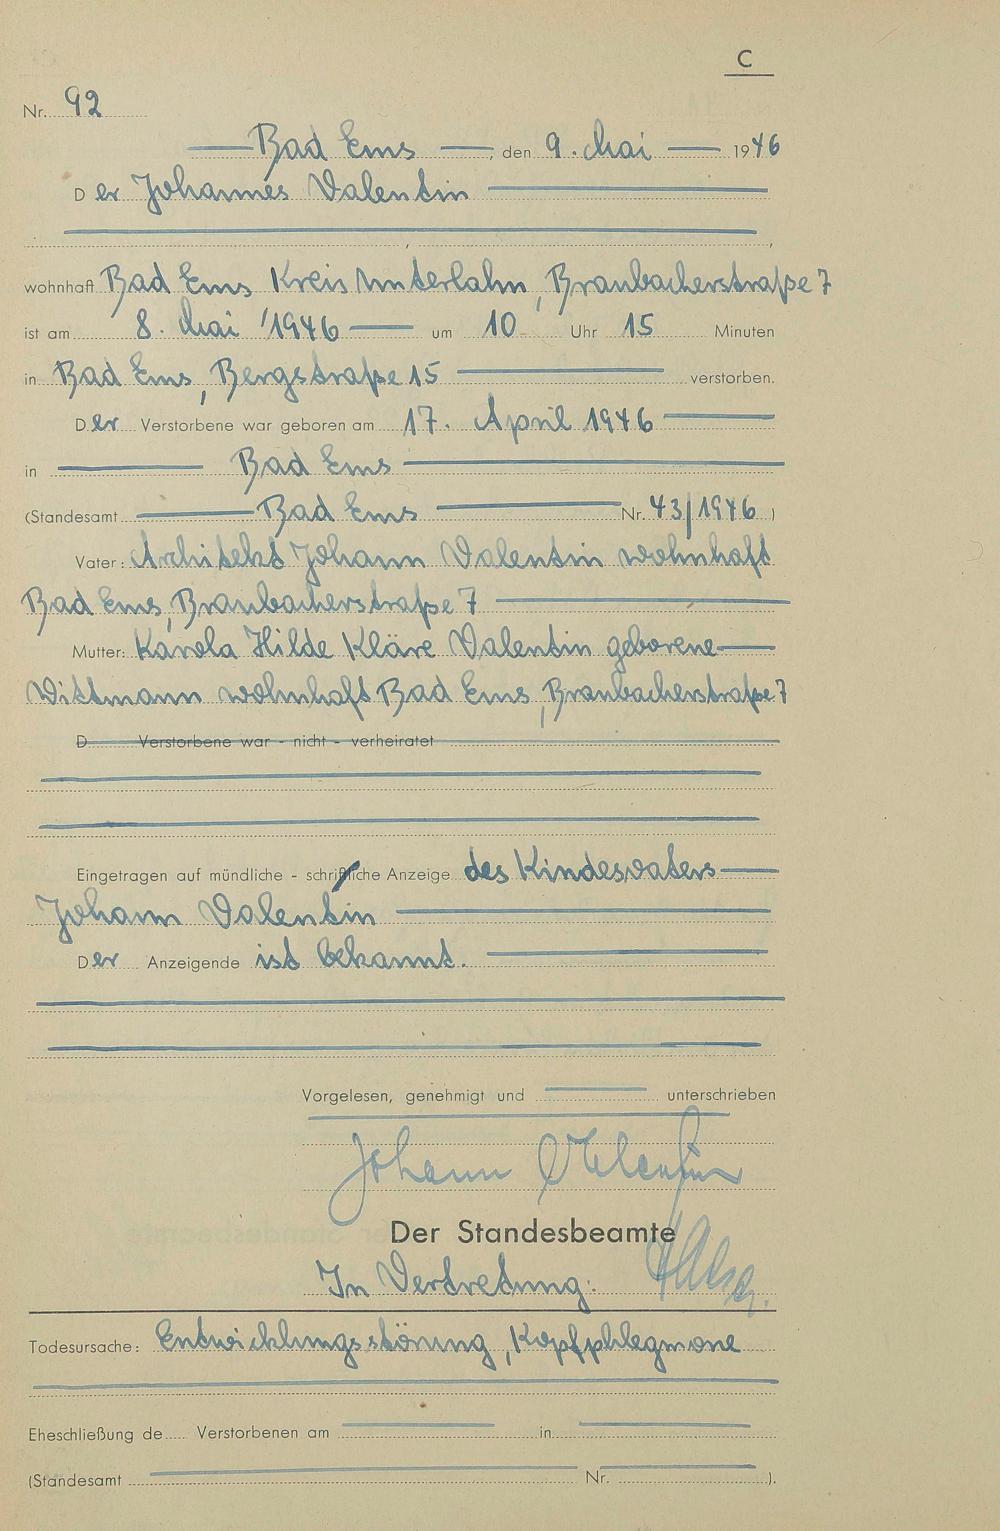 C
Nr. 92
Bad Ems, den 9. Mai 1946
Der Johannes Valentin
,
wohnhaft Bad Ems Kreis Unterlahn, Braubacherstraße 7
ist am 8. Mai 1946 um 10 Uhr 15 Minuten
in Bad Ems, Bergstraße 15 verstorben.
Der Verstorbene war geboren am 17. April 1946
in Bad Ems
(Standesamt Bad Ems Nr. 43/1946)
Vater: Architekt Johann Valentin wohnhaft
Bad Ems, Braubacherstraße 7
Mutter: Karola Hilde Kläre Valentin geborene
Wittmann wohnhaft Bad Ems, Braubacherstraße 7
D Verstorbene war - nicht - verheiratet
Eingetragen auf mündliche - schriftliche Anzeige des Kindesvaters
Johann Valentin
Der Anzeigende ist bekannt.
Vorgelesen, genehmigt und unterschrieben
Johann Valentin
Der Standesbeamte
In Vertretung:
Todesursache: Entwicklungsstörung, Kopfphlegmone
Eheschließung de Verstorbenen am in
(Standesamt Nr. ).